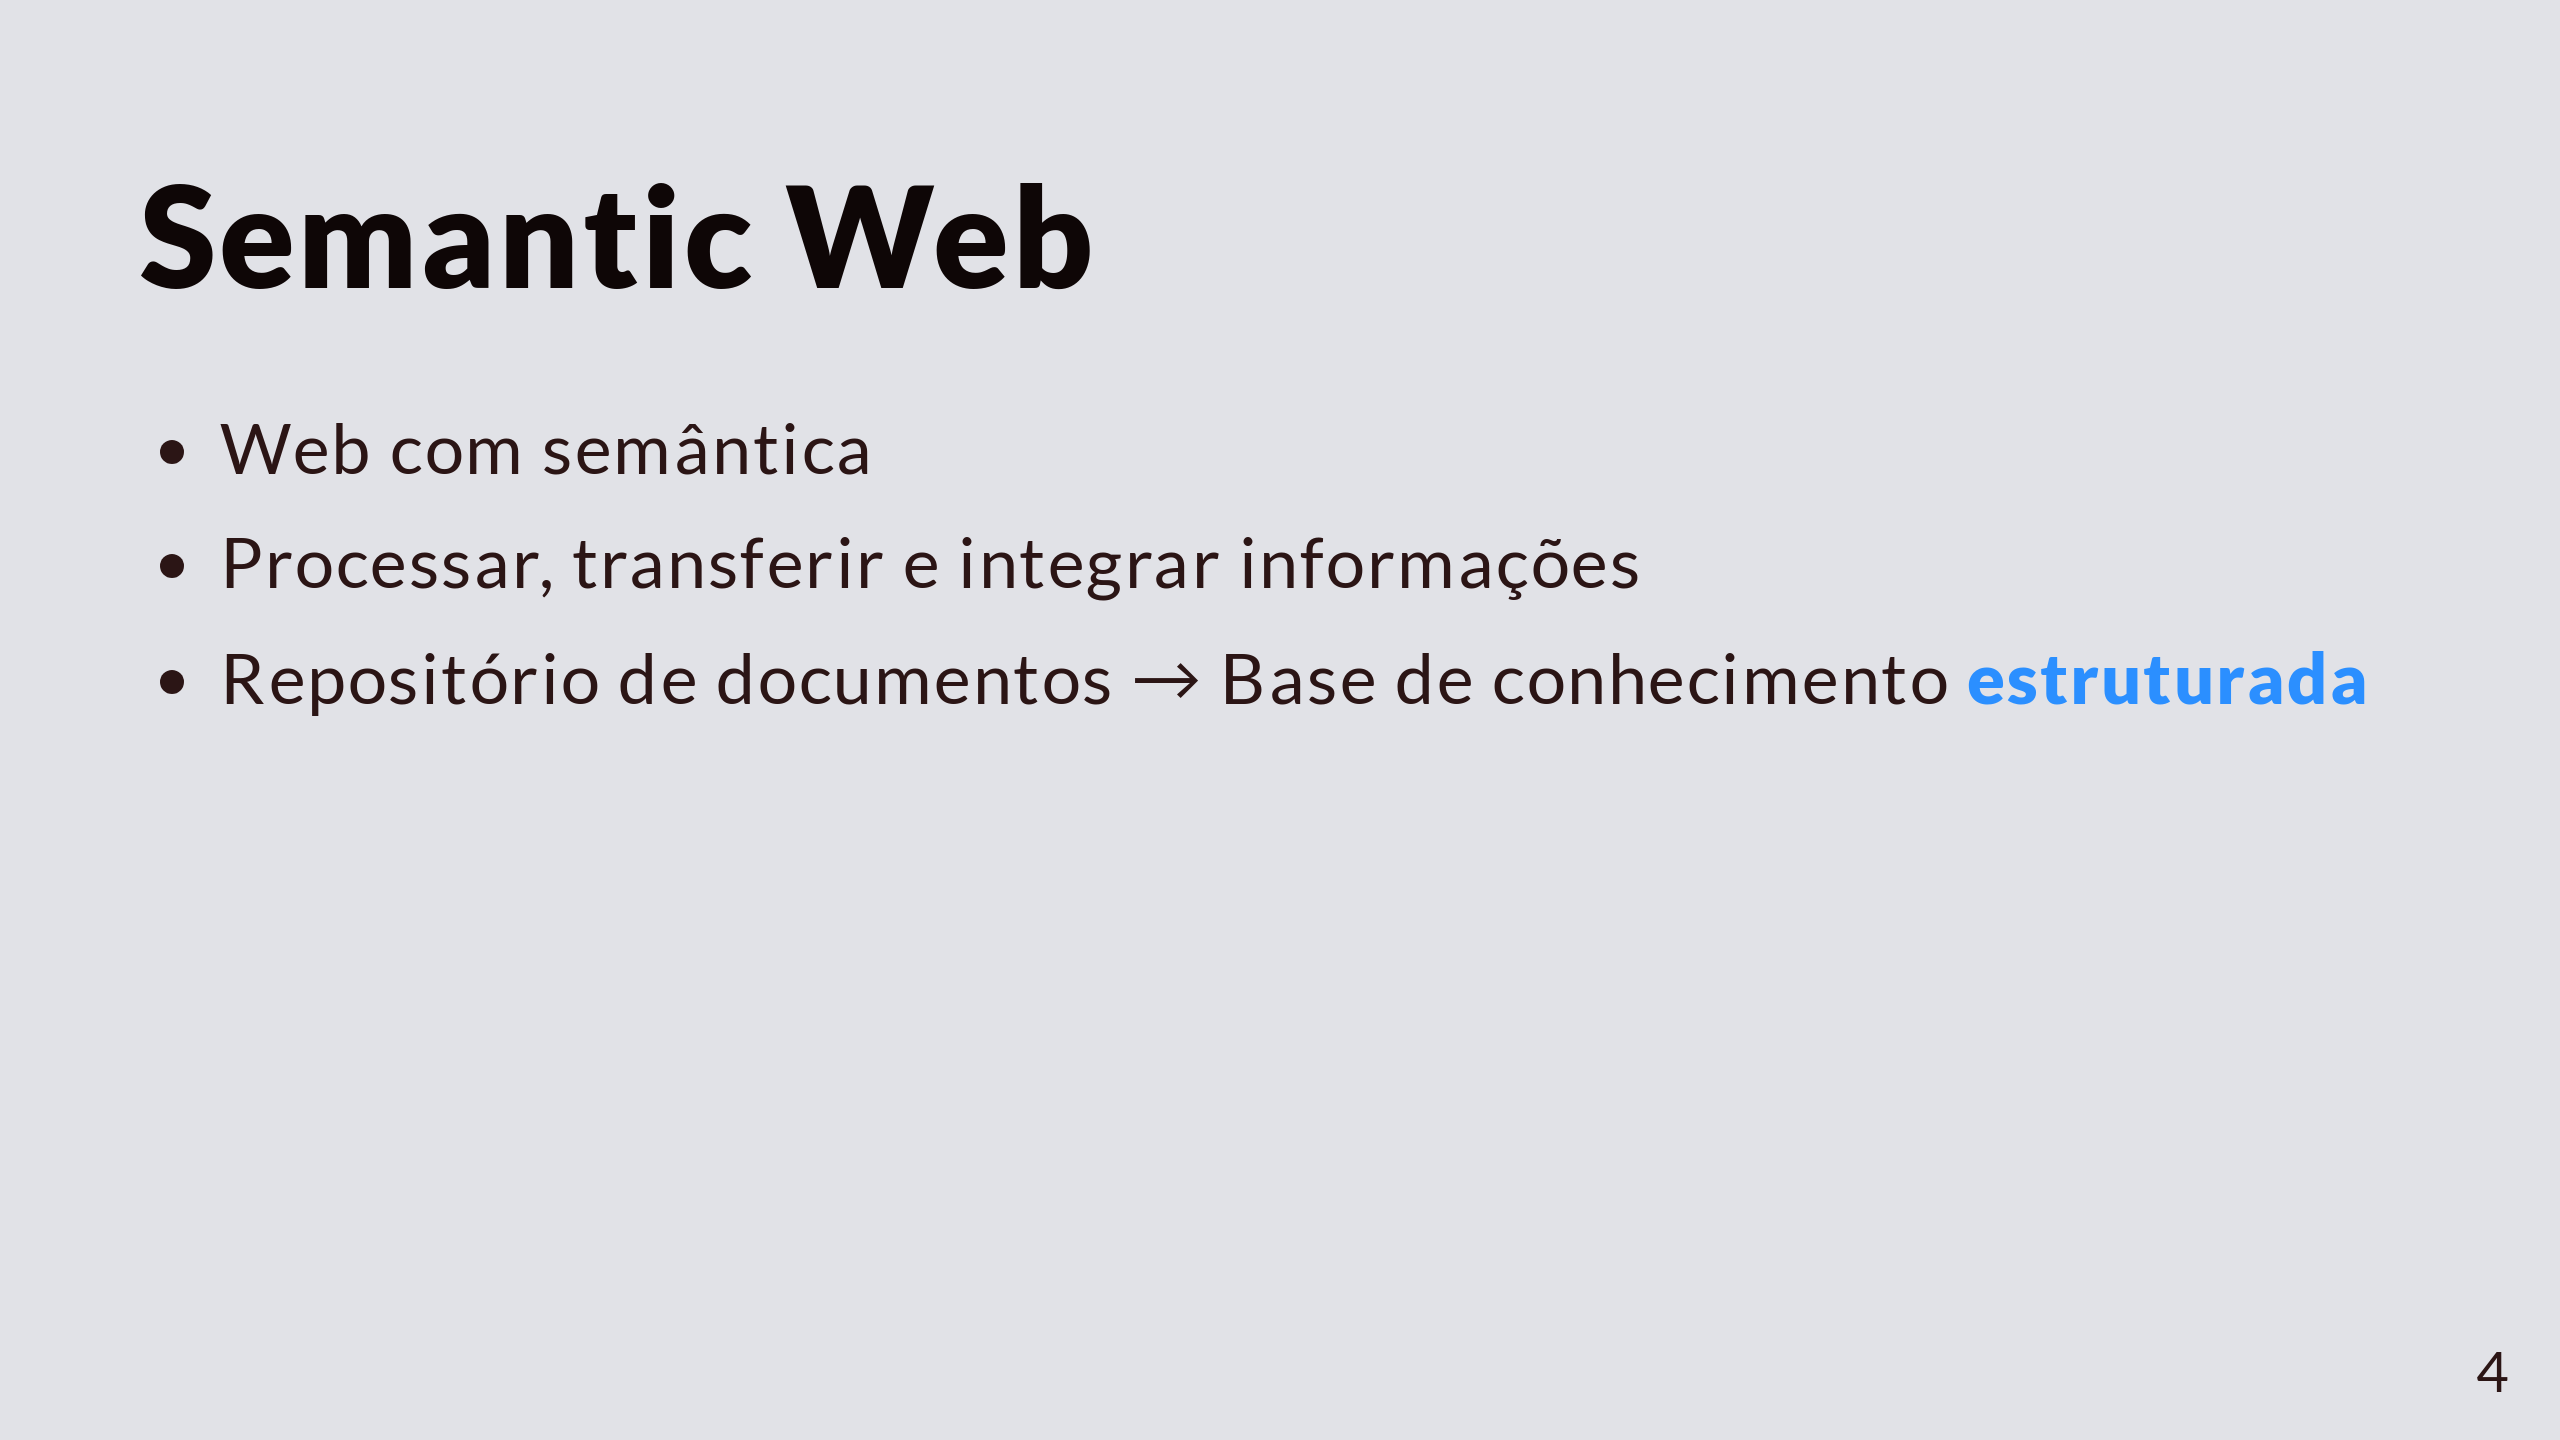 Semantic Web
• Web com semântica
• Processar, transferir e integrar informações
• Repositório de documentos → Base de conhecimento estruturada
4